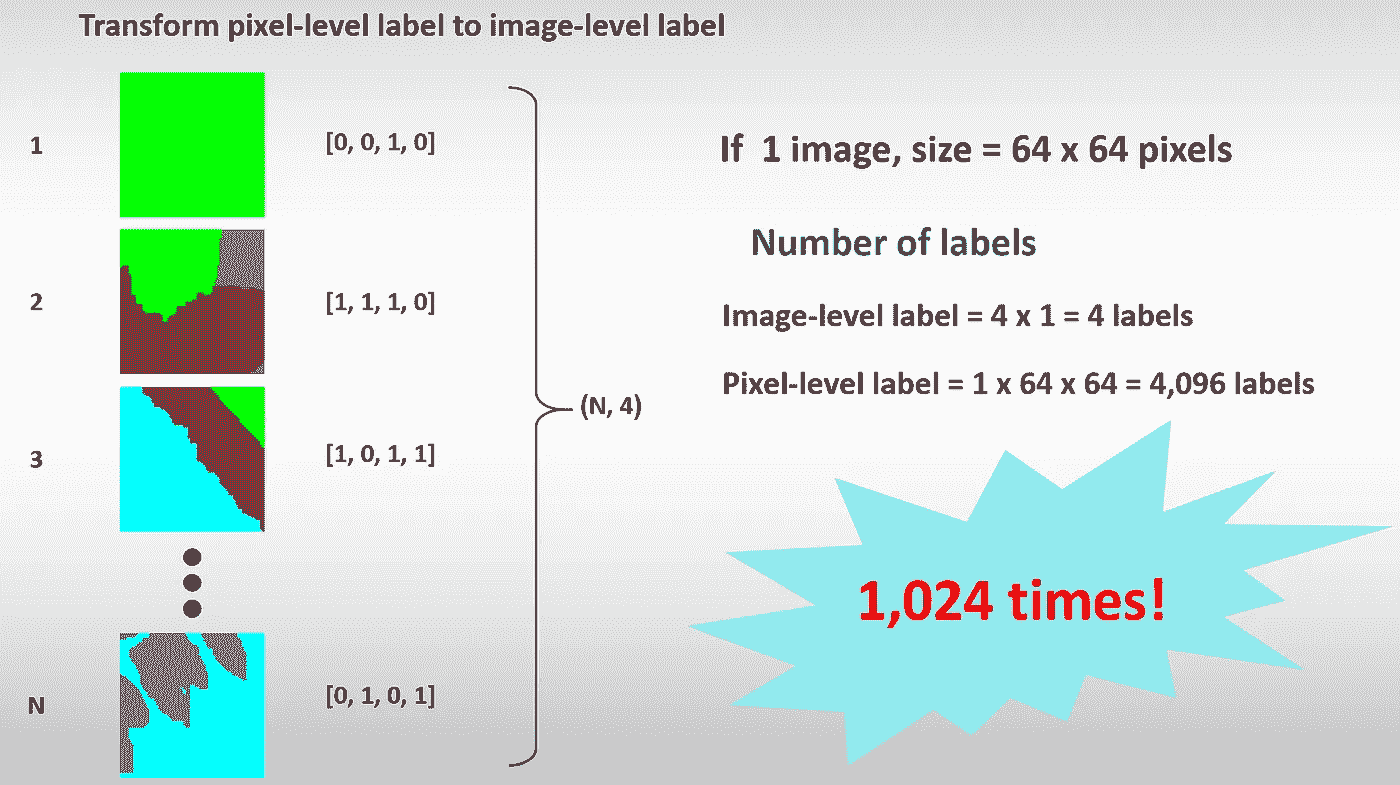 Transform pixel-level label to image-level label
1
[0, 0, 1, 0]
2
[1, 1, 1, 0]
3
[1, 0, 1, 1]
N
[0, 1, 0, 1]
(N, 4)
If 1 image, size = 64 x 64 pixels
Number of labels
Image-level label = 4 x 1 = 4 labels
Pixel-level label = 1 x 64 x 64 = 4,096 labels
1,024 times!